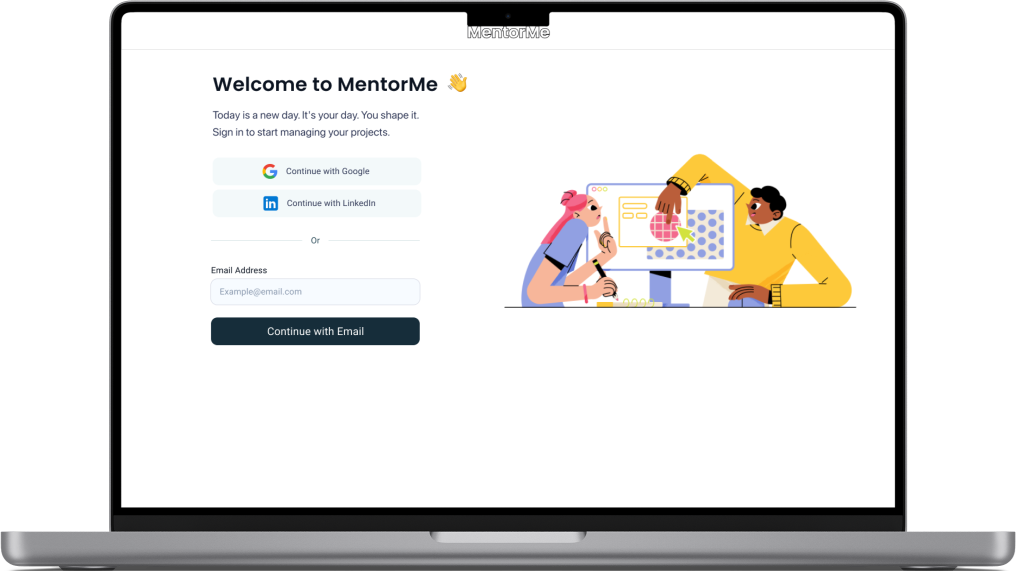 MentorMe
Welcome to MentorMe 👋
Today is a new day. It's your day. You shape it.
Sign in to start managing your projects.
Continue with Google
in Continue with LinkedIn
Or
Email Address
Example@email.com
Continue with Email